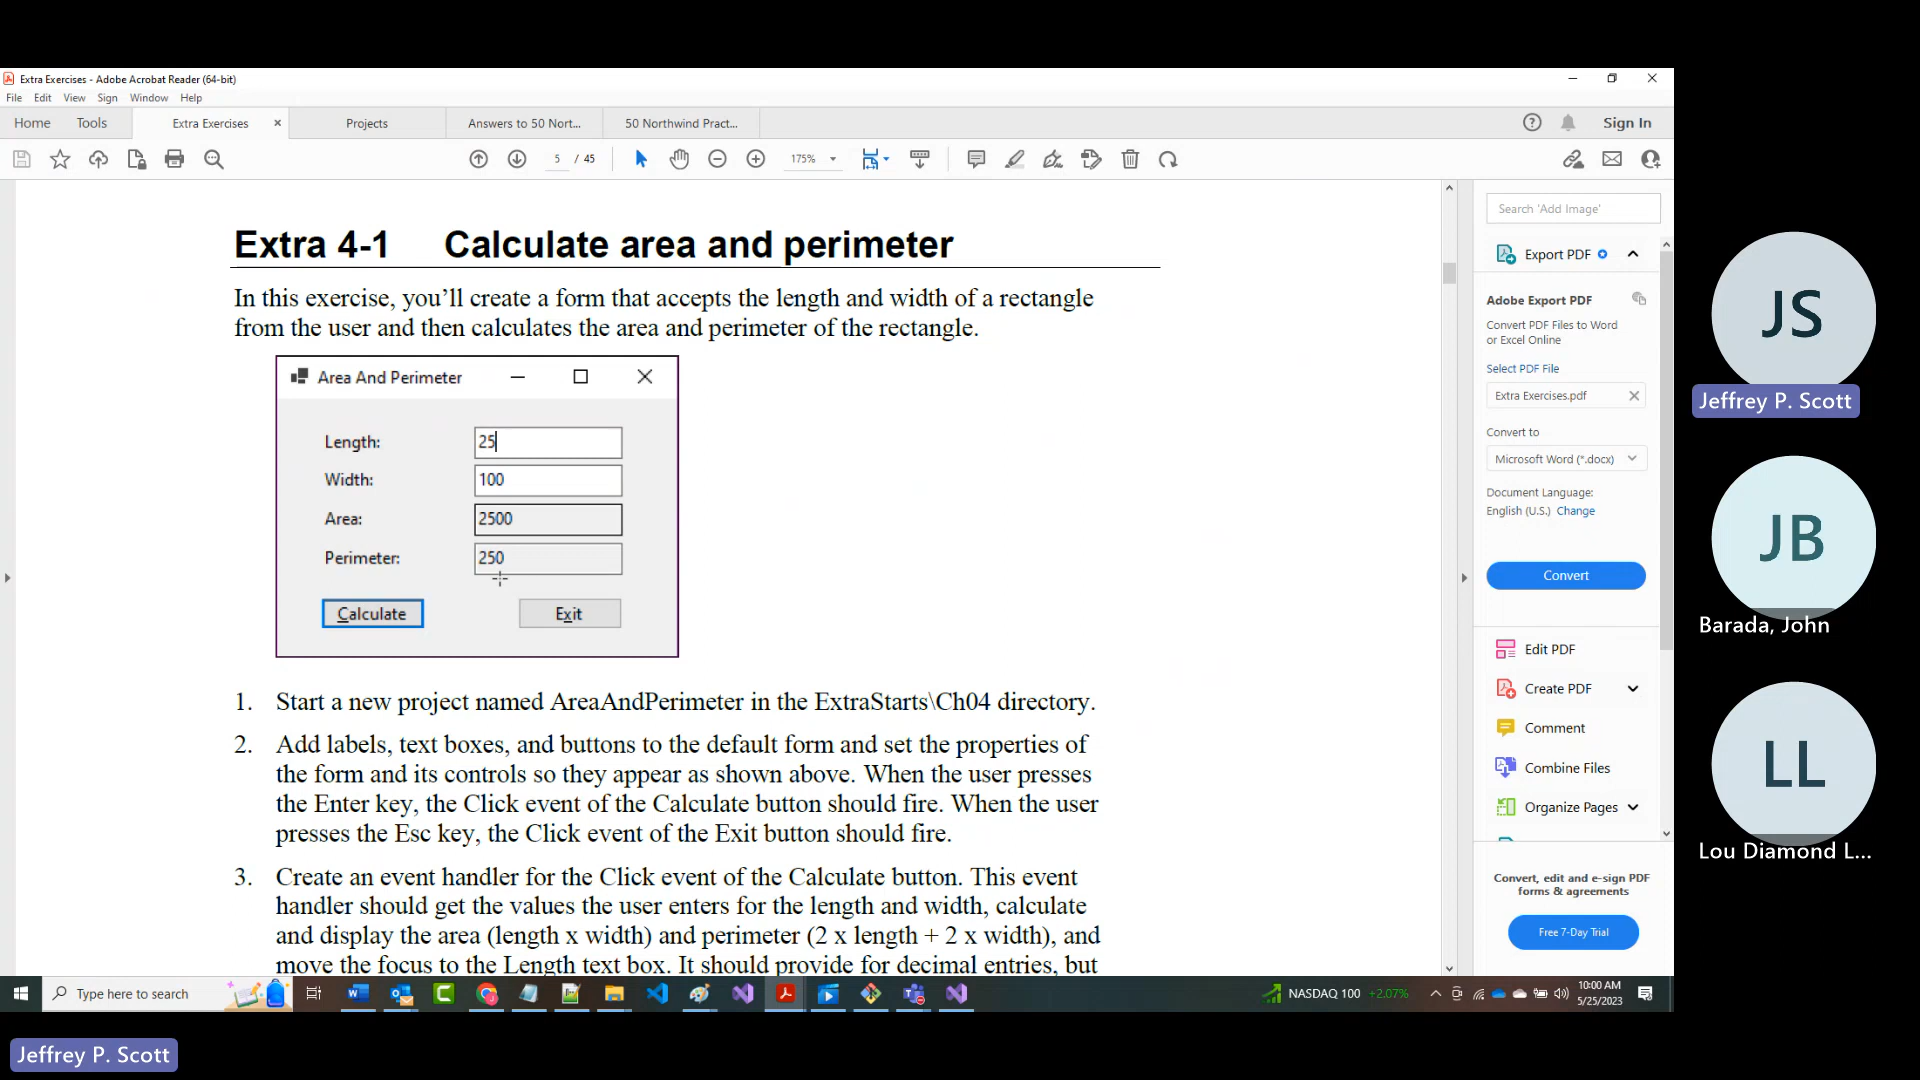 Extra Exercises - Adobe Acrobat Reader (64-bit)
File Edit View Sign Window Help
Home Tools Extra Exercises Projects Answers to 50 Nort... 50 Northwind Pract... Sign In
5 / 45 175%
Extra 4-1 Calculate area and perimeter
In this exercise, you’ll create a form that accepts the length and width of a rectangle
from the user and then calculates the area and perimeter of the rectangle.
Area And Perimeter
Length: 25
Width: 100
Area: 2500
Perimeter: 250
Calculate Exit
1. Start a new project named AreaAndPerimeter in the ExtraStarts\Ch04 directory.
2. Add labels, text boxes, and buttons to the default form and set the properties of
the form and its controls so they appear as shown above. When the user presses
the Enter key, the Click event of the Calculate button should fire. When the user
presses the Esc key, the Click event of the Exit button should fire.
3. Create an event handler for the Click event of the Calculate button. This event
handler should get the values the user enters for the length and width, calculate
and display the area (length x width) and perimeter (2 x length + 2 x width), and
move the focus to the Length text box. It should provide for decimal entries, but
Search 'Add Image'
Export PDF
Adobe Export PDF
Convert PDF Files to Word
or Excel Online
Select PDF File
Extra Exercises.pdf
Convert to
Microsoft Word (*.docx)
Document Language:
English (U.S.) Change
Convert
Edit PDF
Create PDF
Comment
Combine Files
Organize Pages
Convert, edit and e-sign PDF
forms & agreements
Free 7-Day Trial
JS
Jeffrey P. Scott
JB
Barada, John
LL
Lou Diamond L...
Type here to search
NASDAQ 100 +2.07%
10:00 AM
5/25/2023
Jeffrey P. Scott